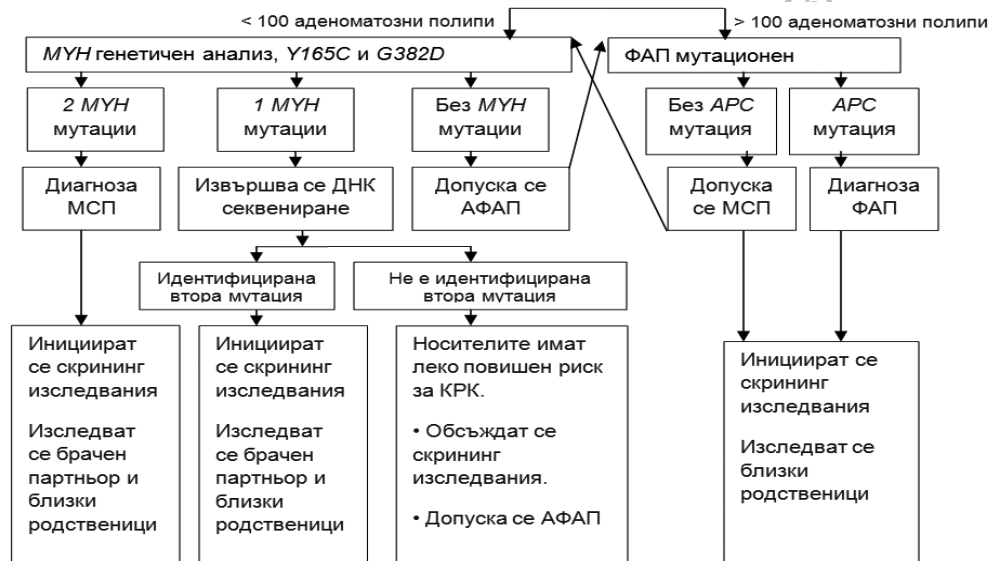 < 100 аденоматозни полипи
> 100 аденоматозни полипи
MYH генетичен анализ, Y165C и G382D
ФАП мутационен
2 MYH
мутации
1 MYH
мутации
Без MYH
мутации
Без APC
мутация
APC
мутация
Диагноза
МСП
Извършва се ДНК
секвениране
Допуска се
АФАП
Допуска
се МСП
Диагноза
ФАП
Идентифицирана
втора мутация
Не е идентифицирана
втора мутация
Инициират
се скрининг
изследвания
Изследват
се брачен
партньор и
близки
родственици
Инициират
се скрининг
изследвания
Изследват
се брачен
партньор и
близки
родственици
Носителите имат
леко повишен риск
за КРК.
• Обсъждат се
скрининг
изследвания.
• Допуска се АФАП
Инициират се
скрининг
изследвания
Изследват се
близки
родственици